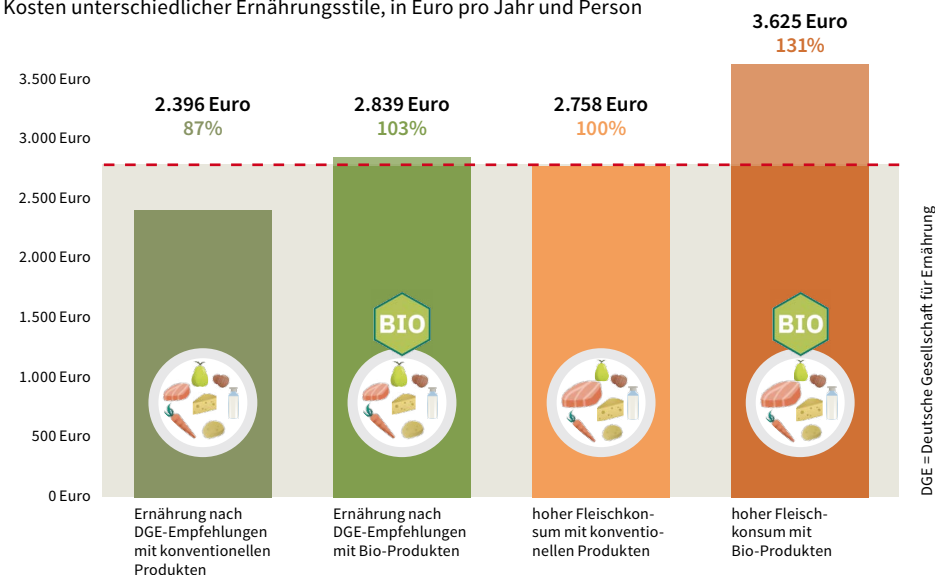 Kosten unterschiedlicher Ernährungsstile, in Euro pro Jahr und Person
3.625 Euro
131%
3.500 Euro
2.396 Euro
87%
2.839 Euro
103%
2.758 Euro
100%
3.000 Euro
2.500 Euro
2.000 Euro
1.500 Euro
1.000 Euro
500 Euro
0 Euro
BIO
BIO
Ernährung nach
DGE-Empfehlungen
mit konventionellen
Produkten
Ernährung nach
DGE-Empfehlungen
mit Bio-Produkten
hoher Fleischkon-
sum mit konventio-
nellen Produkten
hoher Fleisch-
konsum mit
Bio-Produkten
DGE = Deutsche Gesellschaft für Ernährung